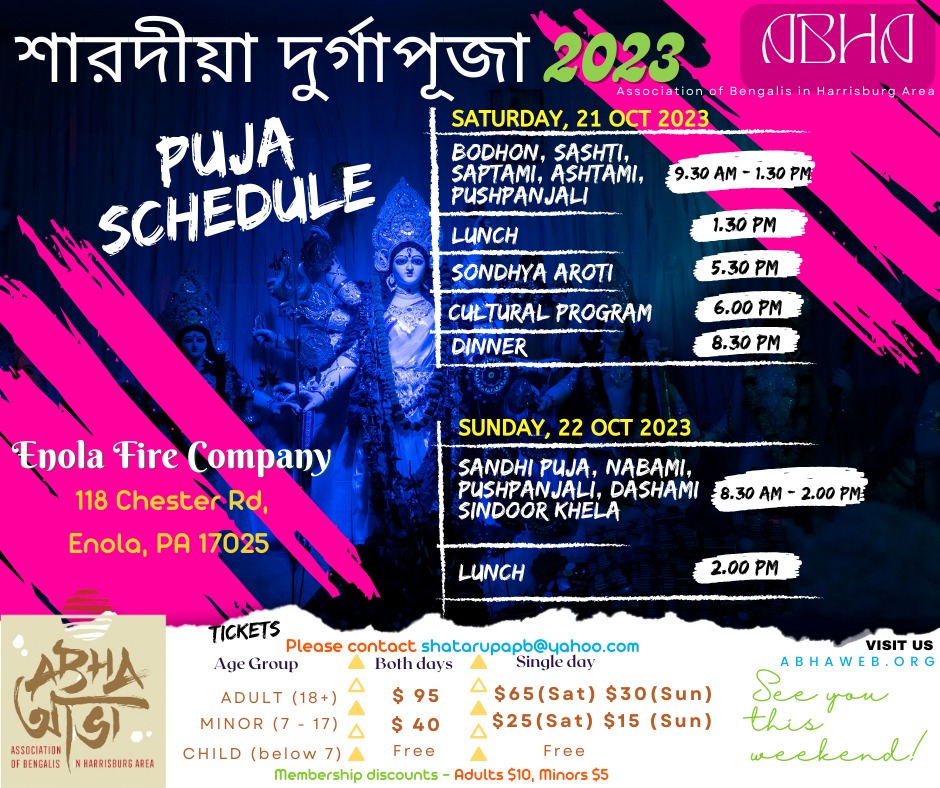 শারদীয়া দুর্গাপূজা 2023
ABHA
Association of Bengalis in Harrisburg Area
PUJA
SCHEDULE
SATURDAY, 21 OCT 2023
BODHON, SASHTI,
SAPTAMI, ASHTAMI,
PUSHPANJALI
9.30 AM - 1.30 PM
LUNCH 1.30 PM
SONDHYA AROTI 5.30 PM
CULTURAL PROGRAM 6.00 PM
DINNER 8.30 PM
SUNDAY, 22 OCT 2023
SANDHI PUJA, NABAMI,
PUSHPANJALI, DASHAMI
SINDOOR KHELA
8.30 AM - 2.00 PM
LUNCH 2.00 PM
Enola Fire Company
118 Chester Rd,
Enola, PA 17025
TICKETS
Please contact shatarupapb@yahoo.com
Age Group Both days Single day
ADULT (18+) $ 95 $65(Sat) $30(Sun)
MINOR (7 - 17) $ 40 $25(Sat) $15 (Sun)
CHILD (below 7) Free Free
Membership discounts - Adults $10, Minors $5
VISIT US
ABHAWEB.ORG
See you
this
weekend!
ABHA
আভা
ASSOCIATION
OF BENGALIS IN HARRISBURG AREA